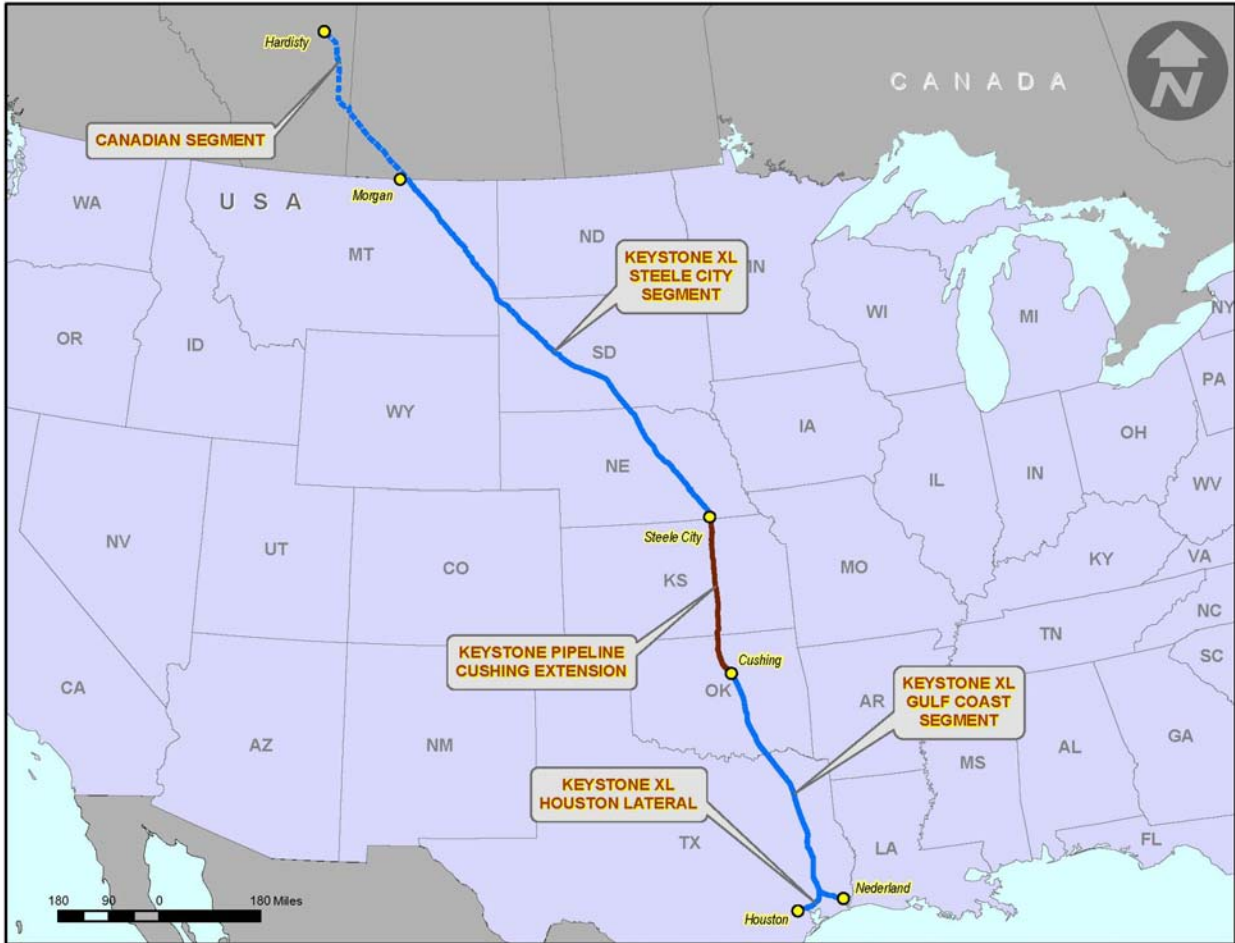 Hardisty
CANADA
N
CANADIAN SEGMENT
Morgan
USA
WA
MT
ND
KEYSTONE XL
STEELE CITY
SEGMENT
OR
ID
SD
WI
MI
NY
WY
PA
IA
NE
OH
IL
IN
WV
NV
UT
CO
Steele City
KS
MO
KY
VA
KEYSTONE PIPELINE
CUSHING EXTENSION
Cushing
TN
NC
SC
CA
AZ
NM
OK
AR
KEYSTONE XL
GULF COAST
SEGMENT
MS
AL
GA
KEYSTONE XL
HOUSTON LATERAL
TX
LA
FL
Nederland
Houston
180 90 0 180 Miles